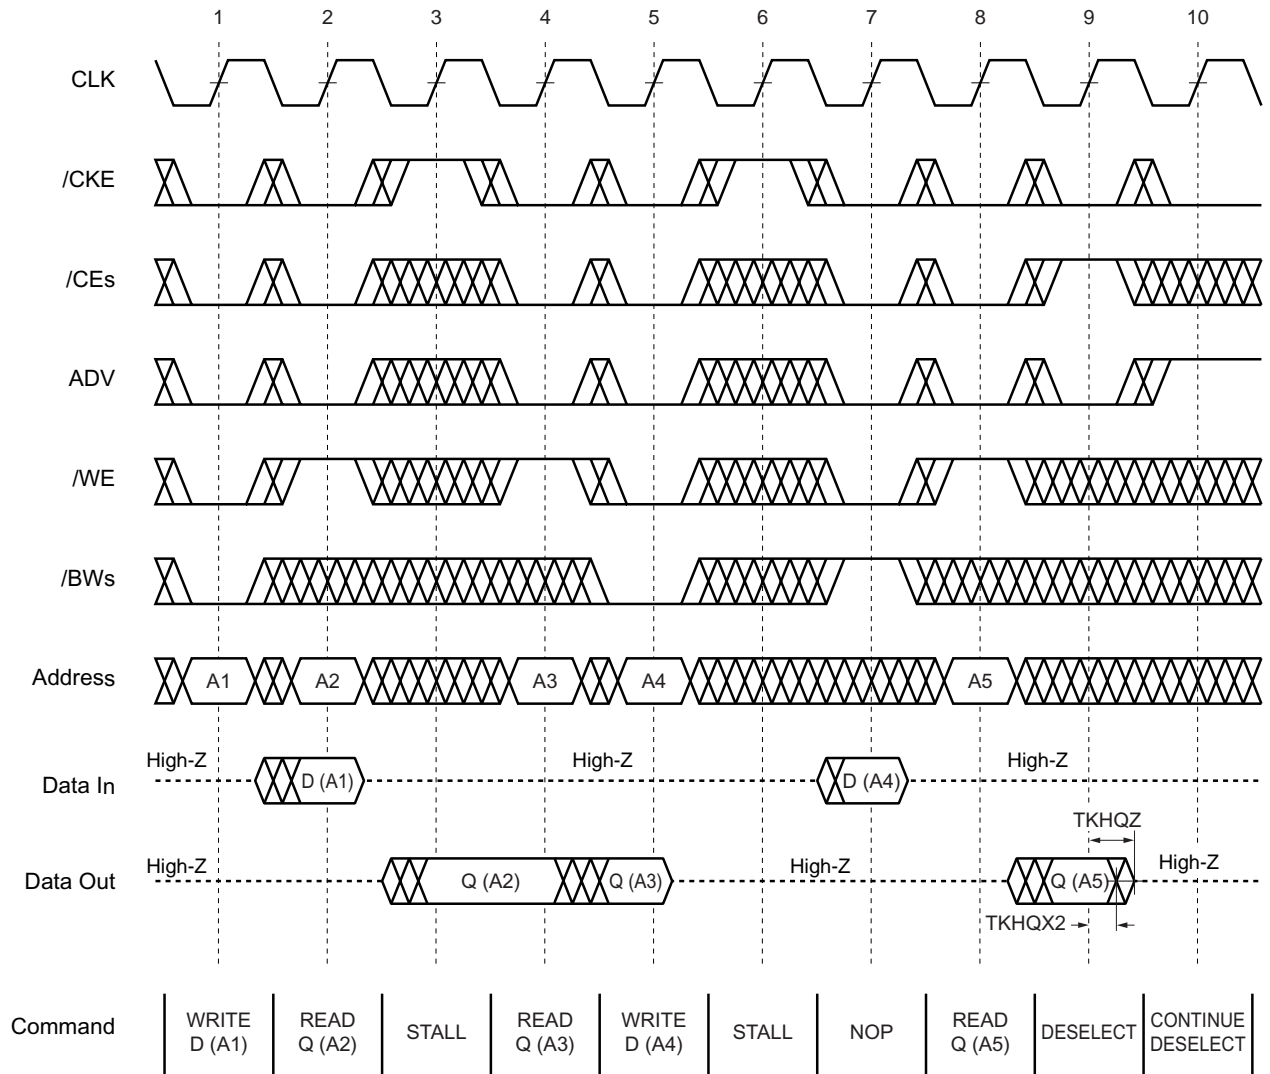 1 2 3 4 5 6 7 8 9 10
CLK
/CKE
/CEs
ADV
/WE
/BWs
Address A1 A2 A3 A4 A5
High-Z High-Z High-Z
Data In D (A1) D (A4)
TKHQZ
High-Z High-Z High-Z
Data Out Q (A2) Q (A3) Q (A5)
TKHQX2
Command WRITE D (A1) READ Q (A2) STALL READ Q (A3) WRITE D (A4) STALL NOP READ Q (A5) DESELECT CONTINUE DESELECT